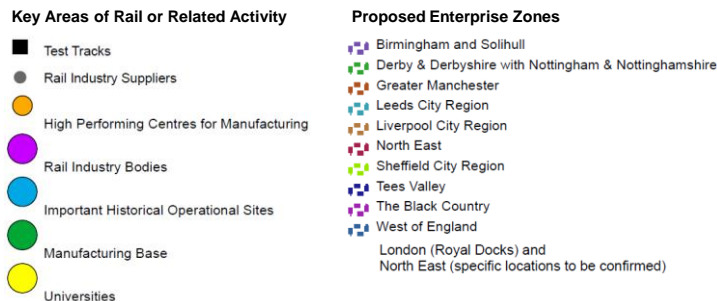 Key Areas of Rail or Related Activity
Test Tracks
Rail Industry Suppliers
High Performing Centres for Manufacturing
Rail Industry Bodies
Important Historical Operational Sites
Manufacturing Base
Universities
Proposed Enterprise Zones
Birmingham and Solihull
Derby & Derbyshire with Nottingham & Nottinghamshire
Greater Manchester
Leeds City Region
Liverpool City Region
North East
Sheffield City Region
Tees Valley
The Black Country
West of England
London (Royal Docks) and
North East (specific locations to be confirmed)